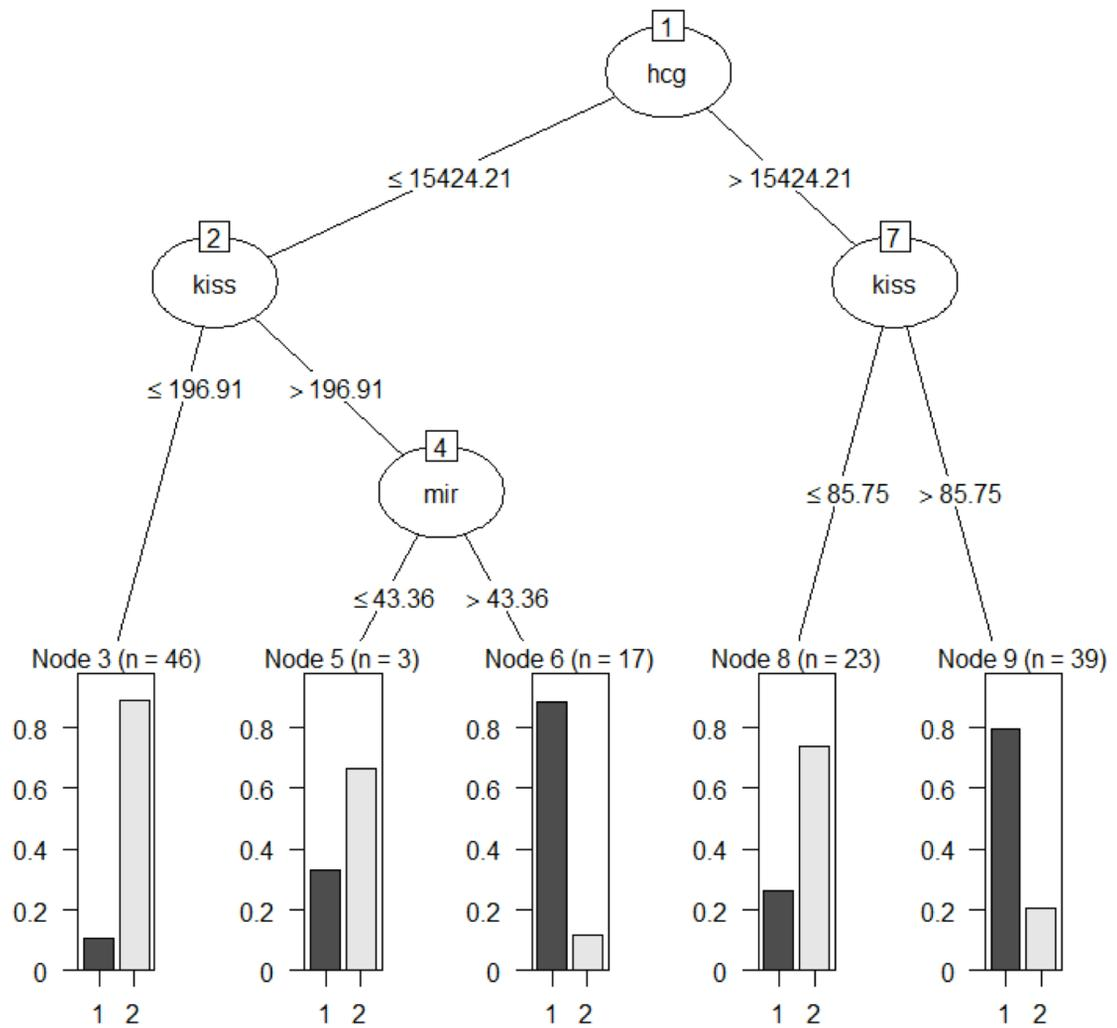 1
hcg
≤ 15424.21 > 15424.21
2 7
kiss kiss
≤ 196.91 > 196.91
4
mir
≤ 85.75 > 85.75
≤ 43.36 > 43.36
Node 3 (n = 46) Node 5 (n = 3) Node 6 (n = 17) Node 8 (n = 23) Node 9 (n = 39)
0.8 0.8 0.8 0.8 0.8
0.6 0.6 0.6 0.6 0.6
0.4 0.4 0.4 0.4 0.4
0.2 0.2 0.2 0.2 0.2
0 0 0 0 0
1 2 1 2 1 2 1 2 1 2